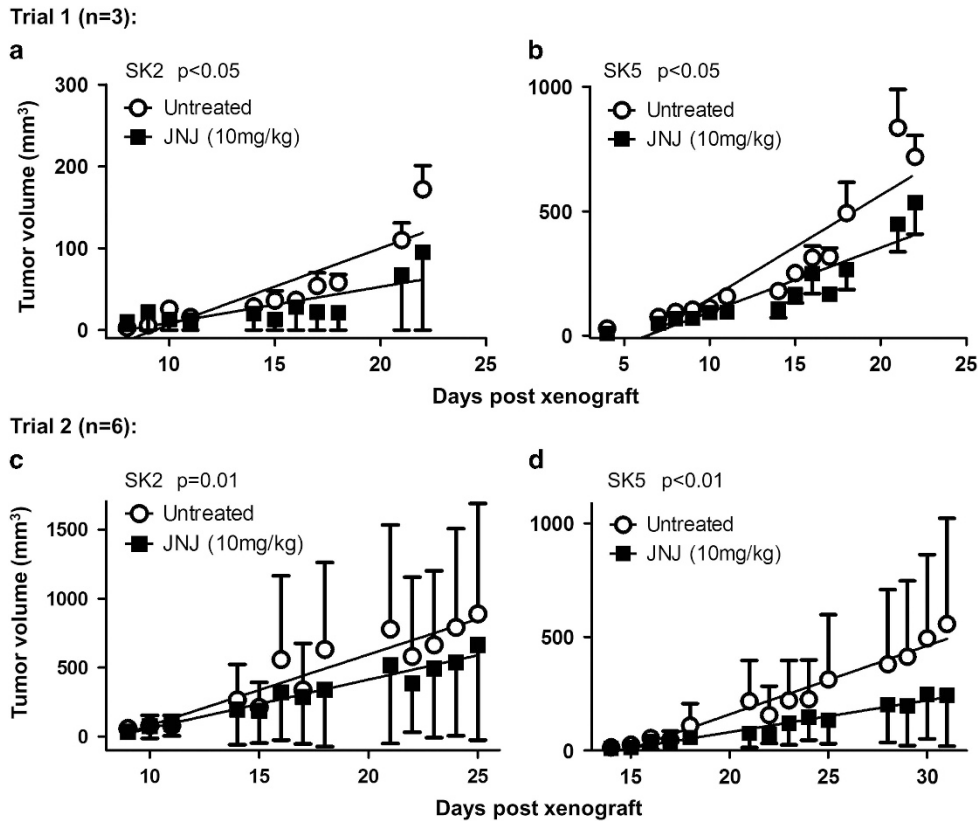 Trial 1 (n=3):
a
SK2 p<0.05
Untreated
JNJ (10mg/kg)
Tumor volume (mm³)
300
200
100
0
10
15
20
25
b
SK5 p<0.05
Untreated
JNJ (10mg/kg)
1000
500
0
5
10
15
20
25
Days post xenograft
Trial 2 (n=6):
c
SK2 p=0.01
Untreated
JNJ (10mg/kg)
Tumor volume (mm³)
1500
1000
500
0
10
15
20
25
d
SK5 p<0.01
Untreated
JNJ (10mg/kg)
1000
500
0
15
20
25
30
Days post xenograft